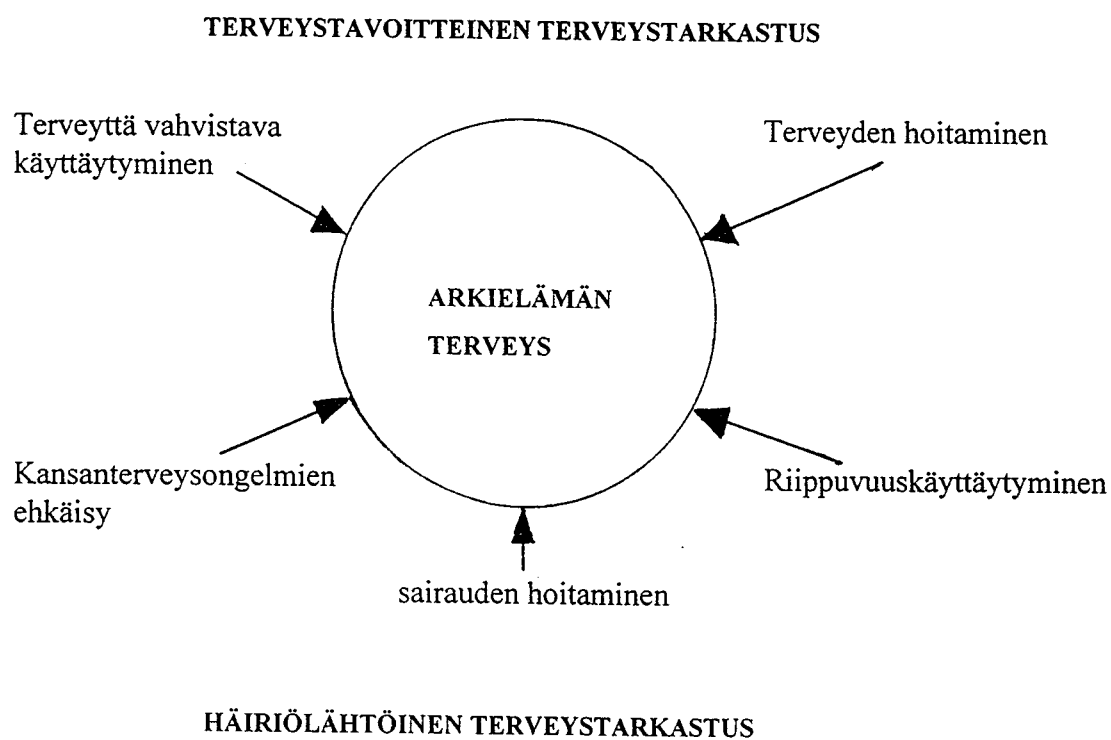 TERVEYSTAVOITTEINEN TERVEYSTARKASTUS
Terveyttä vahvistava
käyttäytyminen
Terveyden hoitaminen
ARKIELÄMÄN
TERVEYS
Kansanterveysongelmien
ehkäisy
Riippuvuuskäyttäytyminen
sairauden hoitaminen
HÄIRIÖLÄHTÖINEN TERVEYSTARKASTUS